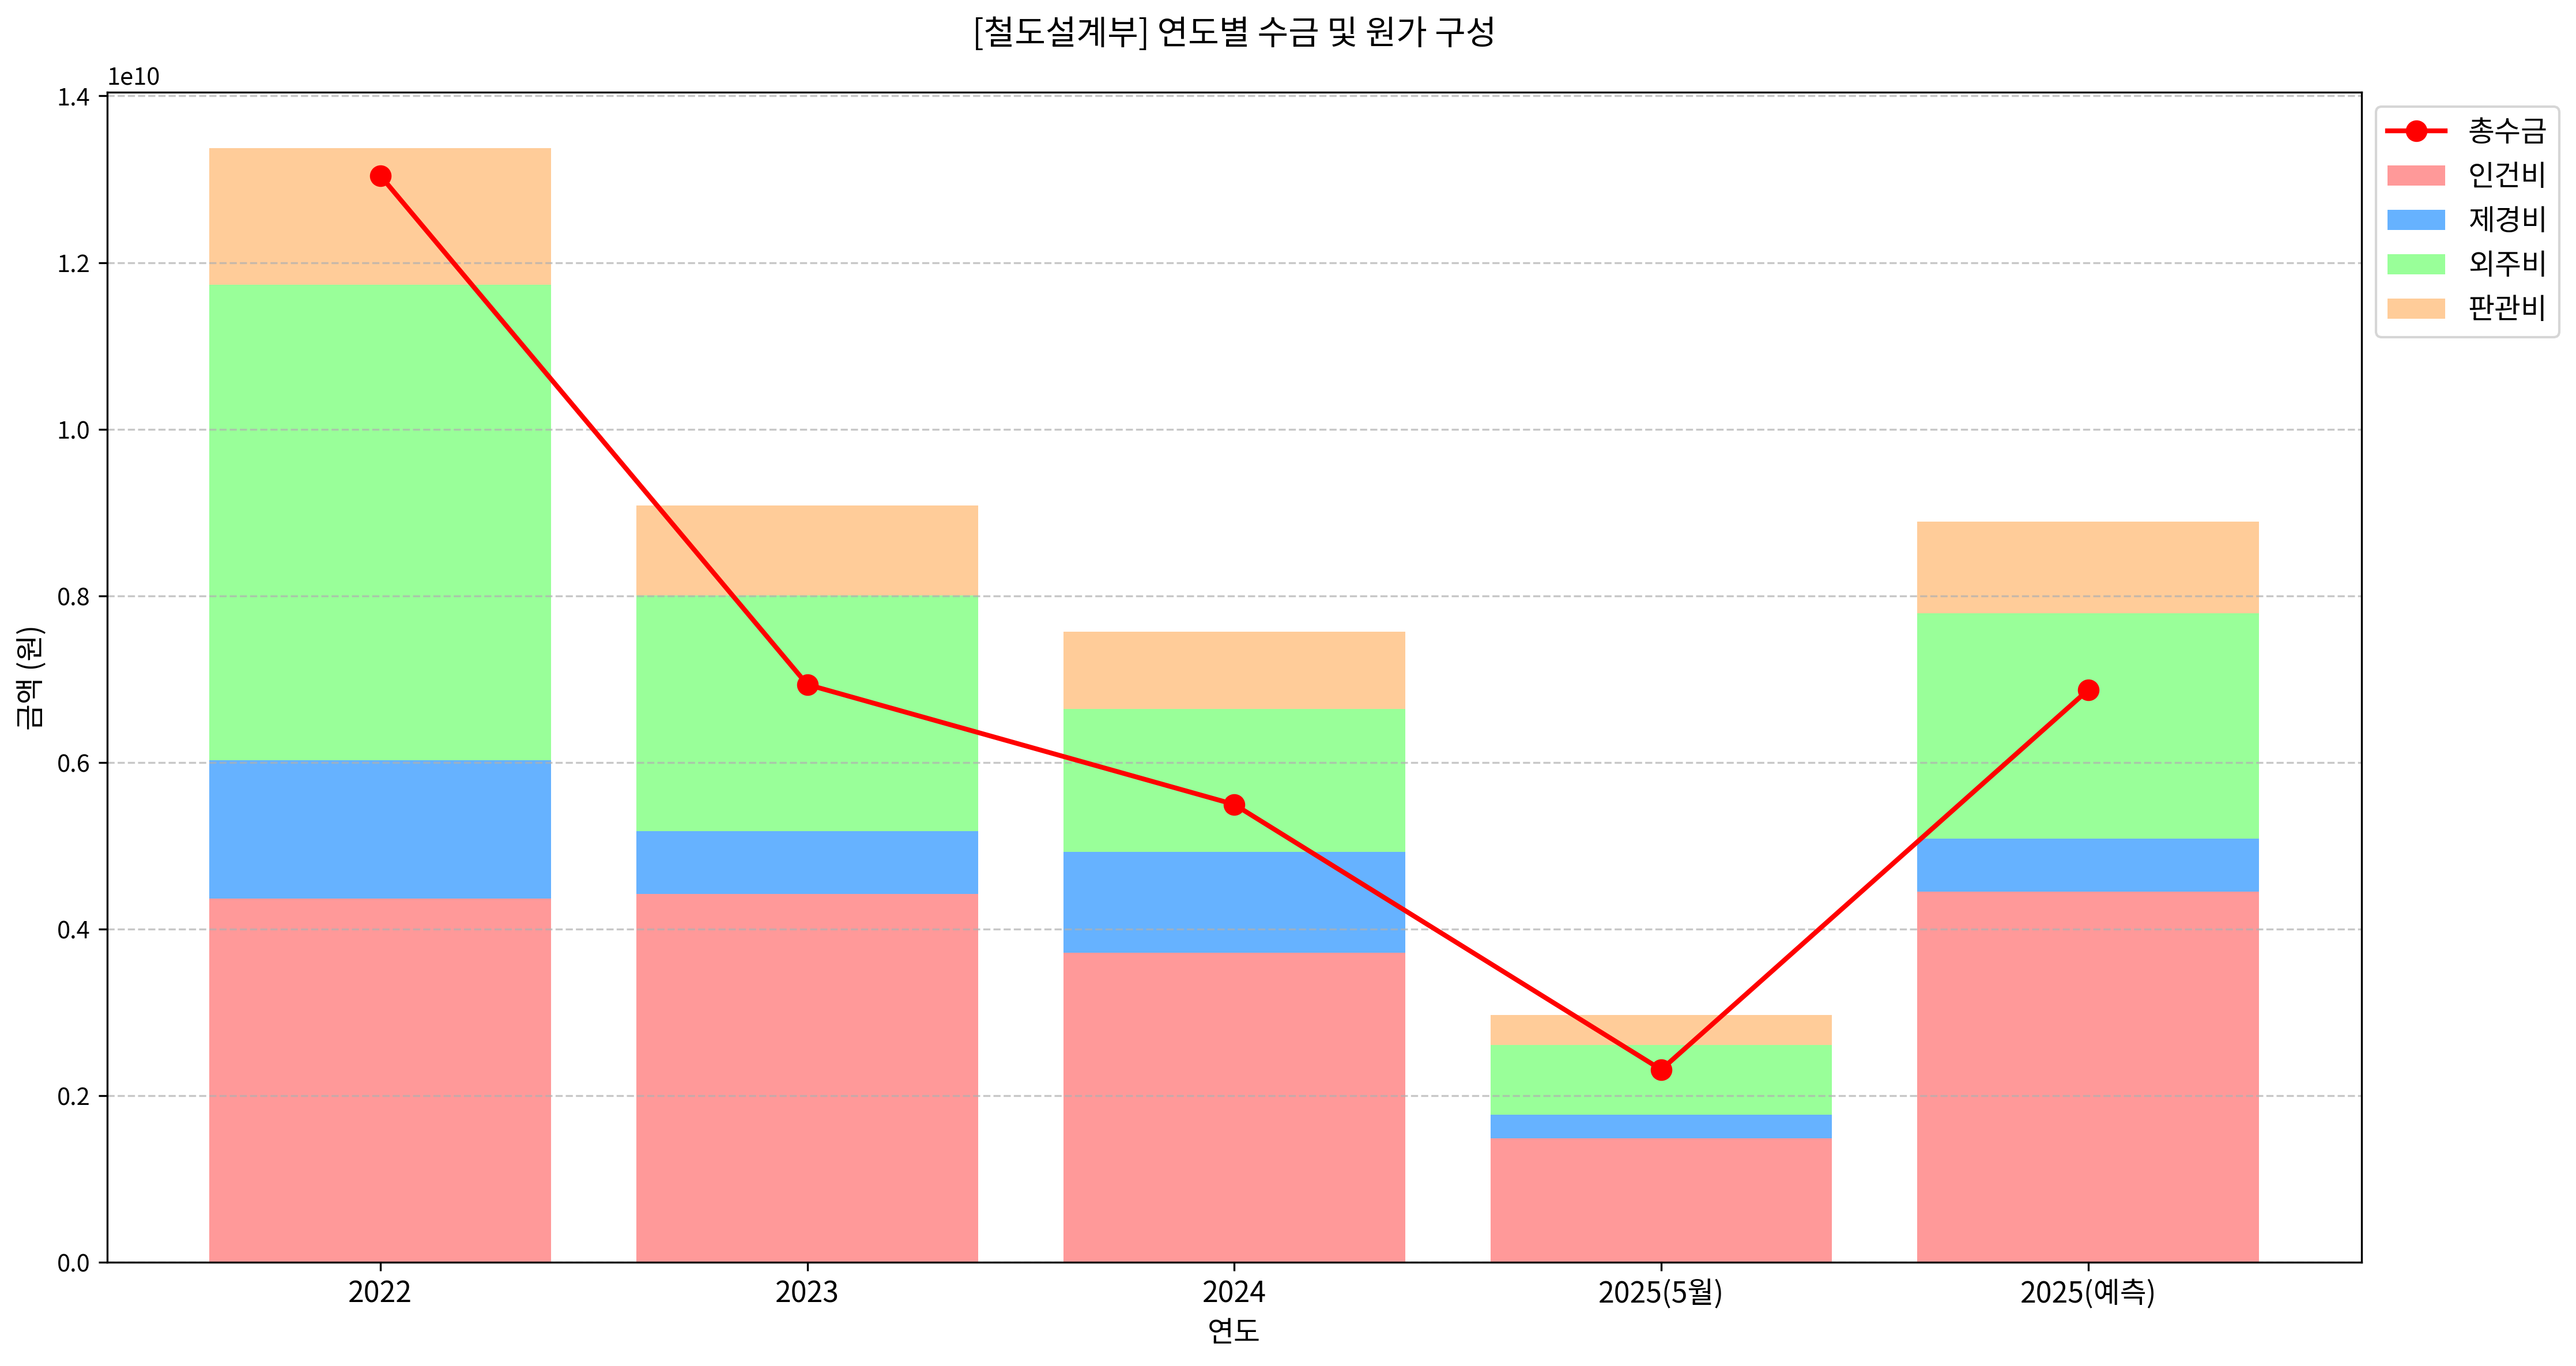 [철도설계부] 연도별 수금 및 원가 구성
1e10
1.4
1.2
1.0
0.8
0.6
0.4
0.2
0.0
금액 (원)
2022
2023
2024
2025(5월)
2025(예측)
연도
총수금
인건비
제경비
외주비
판관비